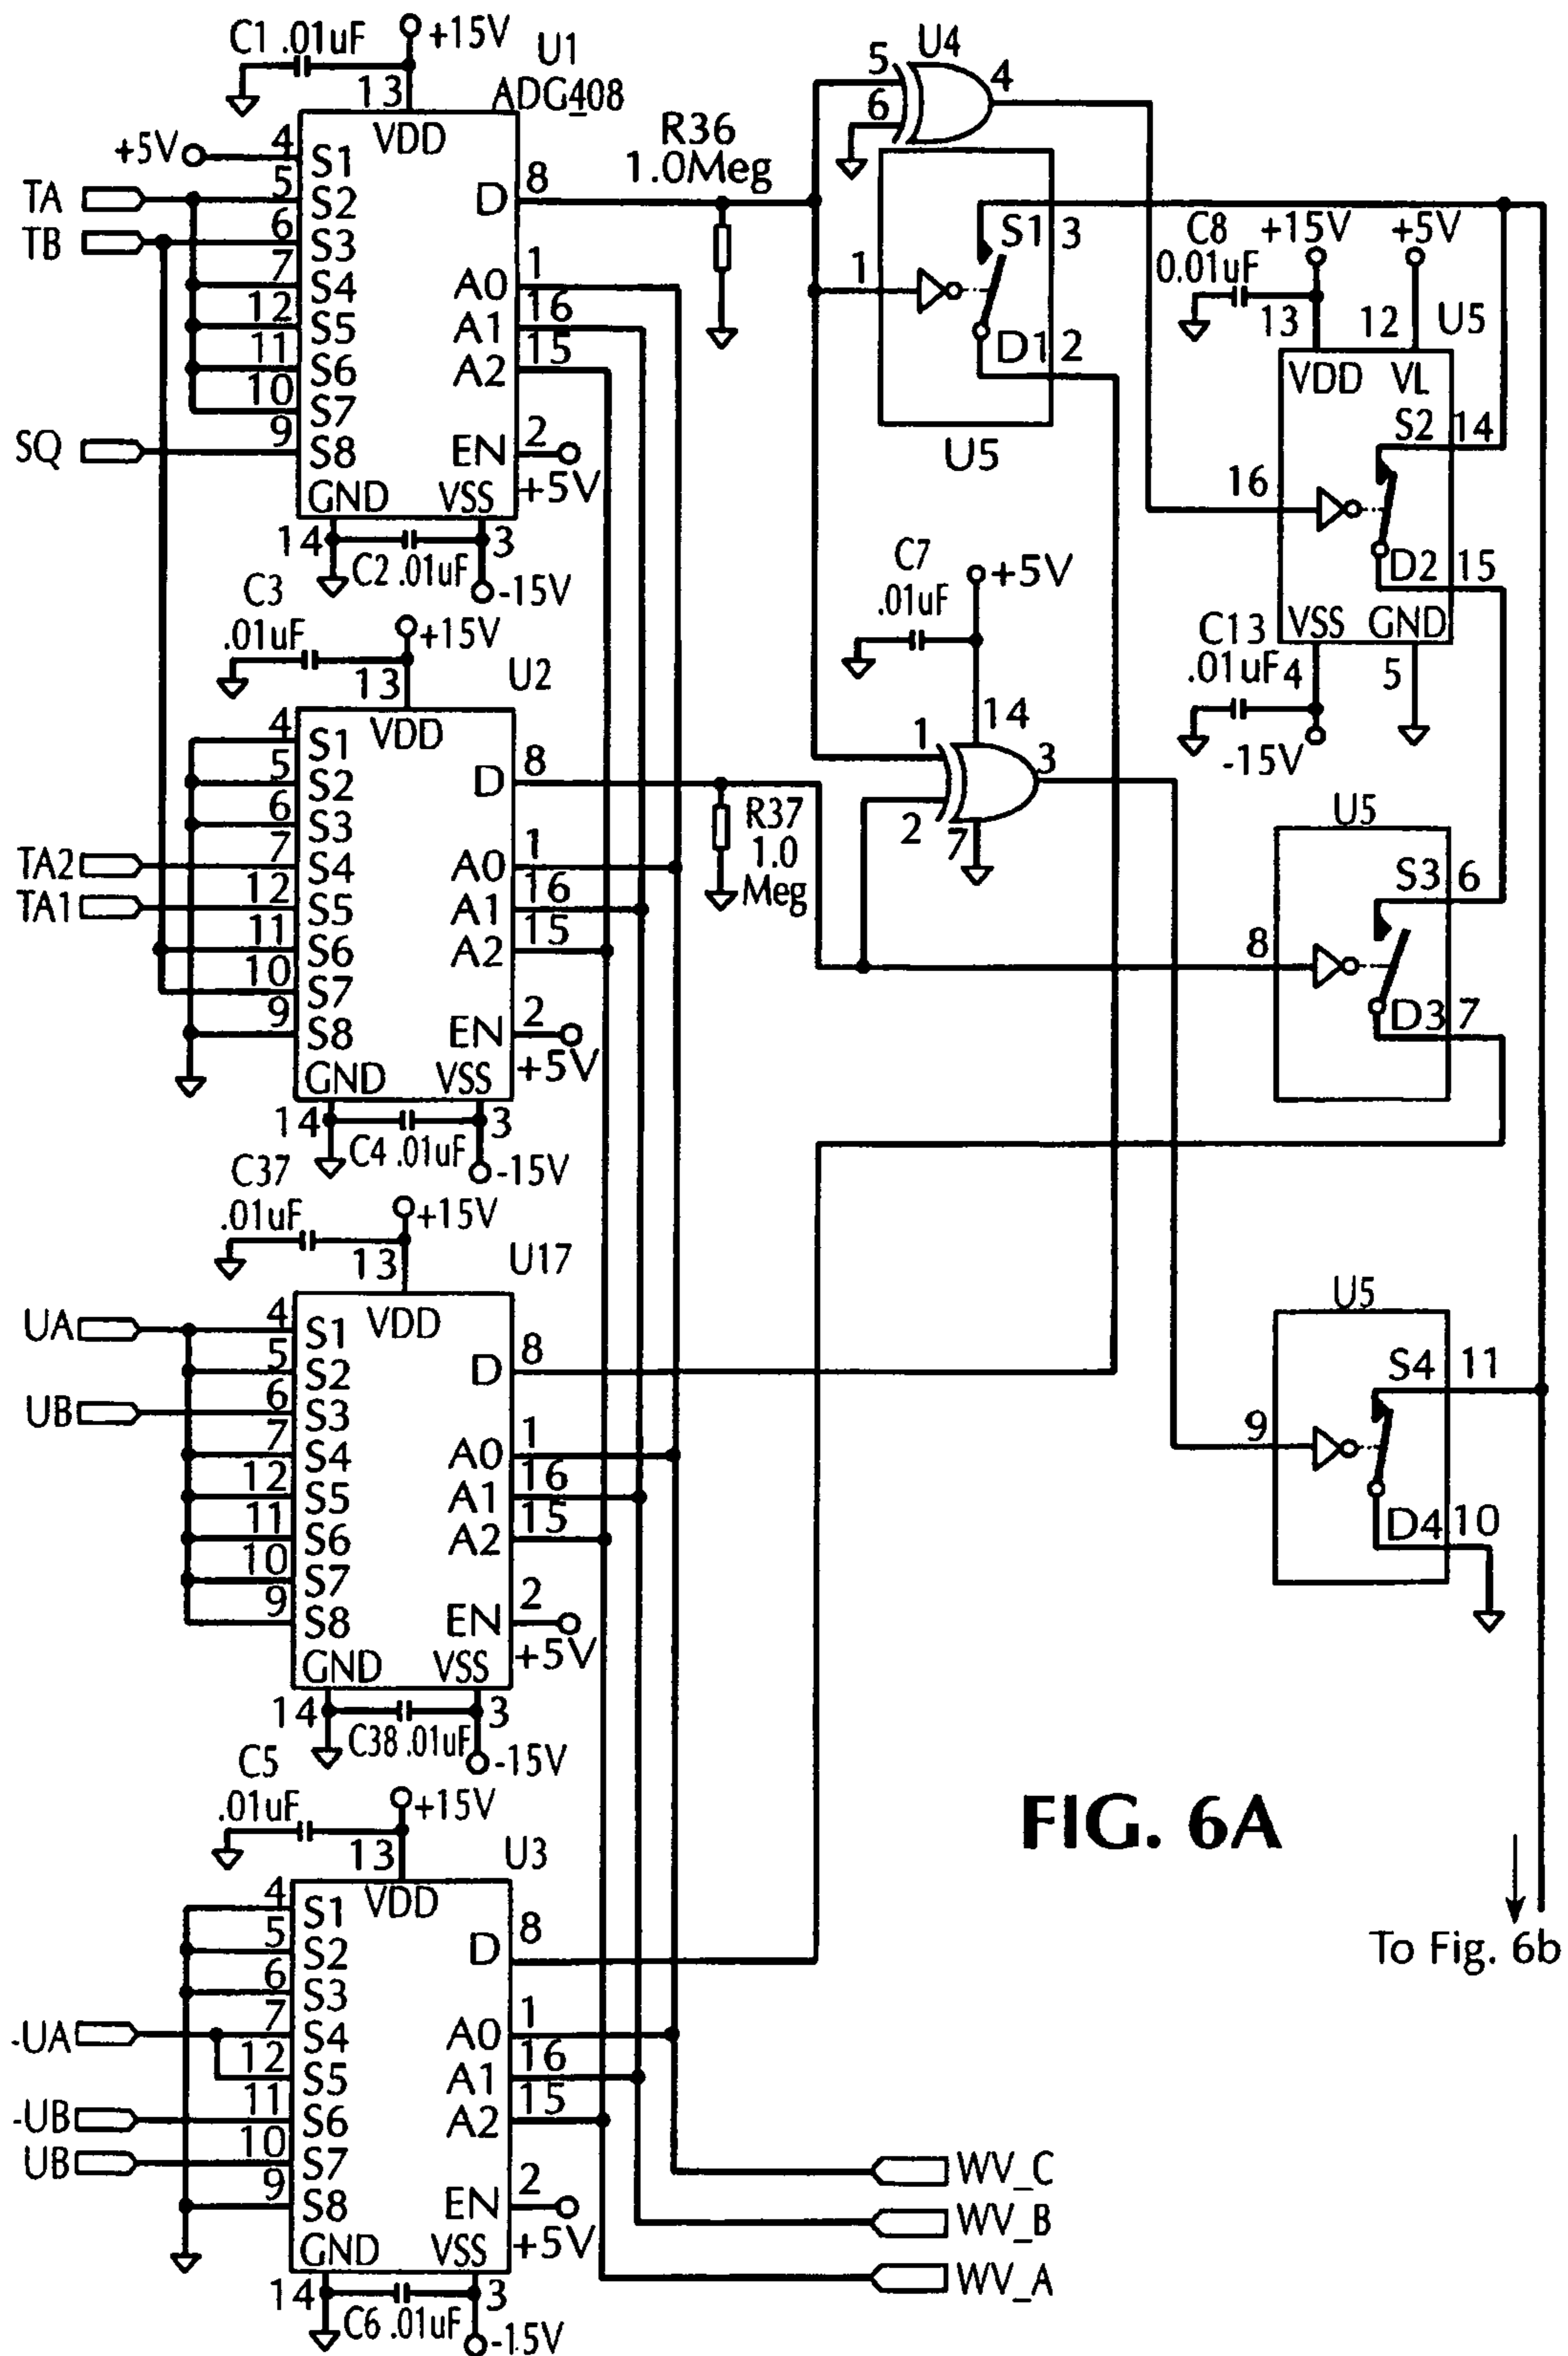 C1 .01uF
+15V
13
U1
ADG408
VDD
+5V
4
S1
TA
5
S2
TB
6
S3
7
S4
12
S5
11
S6
10
S7
SQ
9
S8
D
8
A0
1
A1
16
A2
15
EN
2
+5V
GND
VSS
14
C2 .01uF
3
-15V
R36
1.0Meg
5
U4
4
6
S1
3
1
D1
2
U5
C8
0.01uF
+15V
+5V
13
12
U5
VDD
VL
S2
14
16
D2
15
VSS
GND
C13
.01uF
4
5
-15V
C7
.01uF
+5V
14
1
3
2
7
C3
.01uF
+15V
13
U2
VDD
4
S1
5
S2
6
S3
TA2
7
S4
TA1
12
S5
11
S6
10
S7
9
S8
D
8
A0
1
A1
16
A2
15
EN
2
+5V
GND
VSS
14
C4 .01uF
3
-15V
R37
1.0
Meg
U5
S3
6
8
D3
7
C37
.01uF
+15V
13
U17
VDD
UA
4
S1
5
S2
UB
6
S3
7
S4
12
S5
11
S6
10
S7
9
S8
D
8
A0
1
A1
16
A2
15
EN
2
+5V
GND
VSS
14
C38 .01uF
3
-15V
U5
S4
11
9
D4
10
C5
.01uF
+15V
13
U3
VDD
4
S1
5
S2
6
S3
-UA
7
S4
12
S5
-UB
11
S6
UB
10
S7
9
S8
D
8
A0
1
A1
16
A2
15
EN
2
+5V
GND
VSS
14
C6 .01uF
3
-15V
WV_C
WV_B
WV_A
FIG. 6A
To Fig. 6b